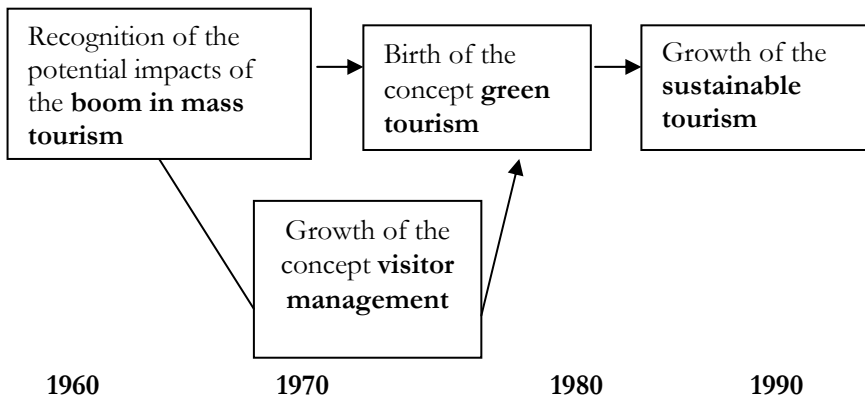 Recognition of the
potential impacts of
the boom in mass
tourism
Birth of the
concept green
tourism
Growth of the
sustainable
tourism
Growth of the
concept visitor
management
1960
1970
1980
1990